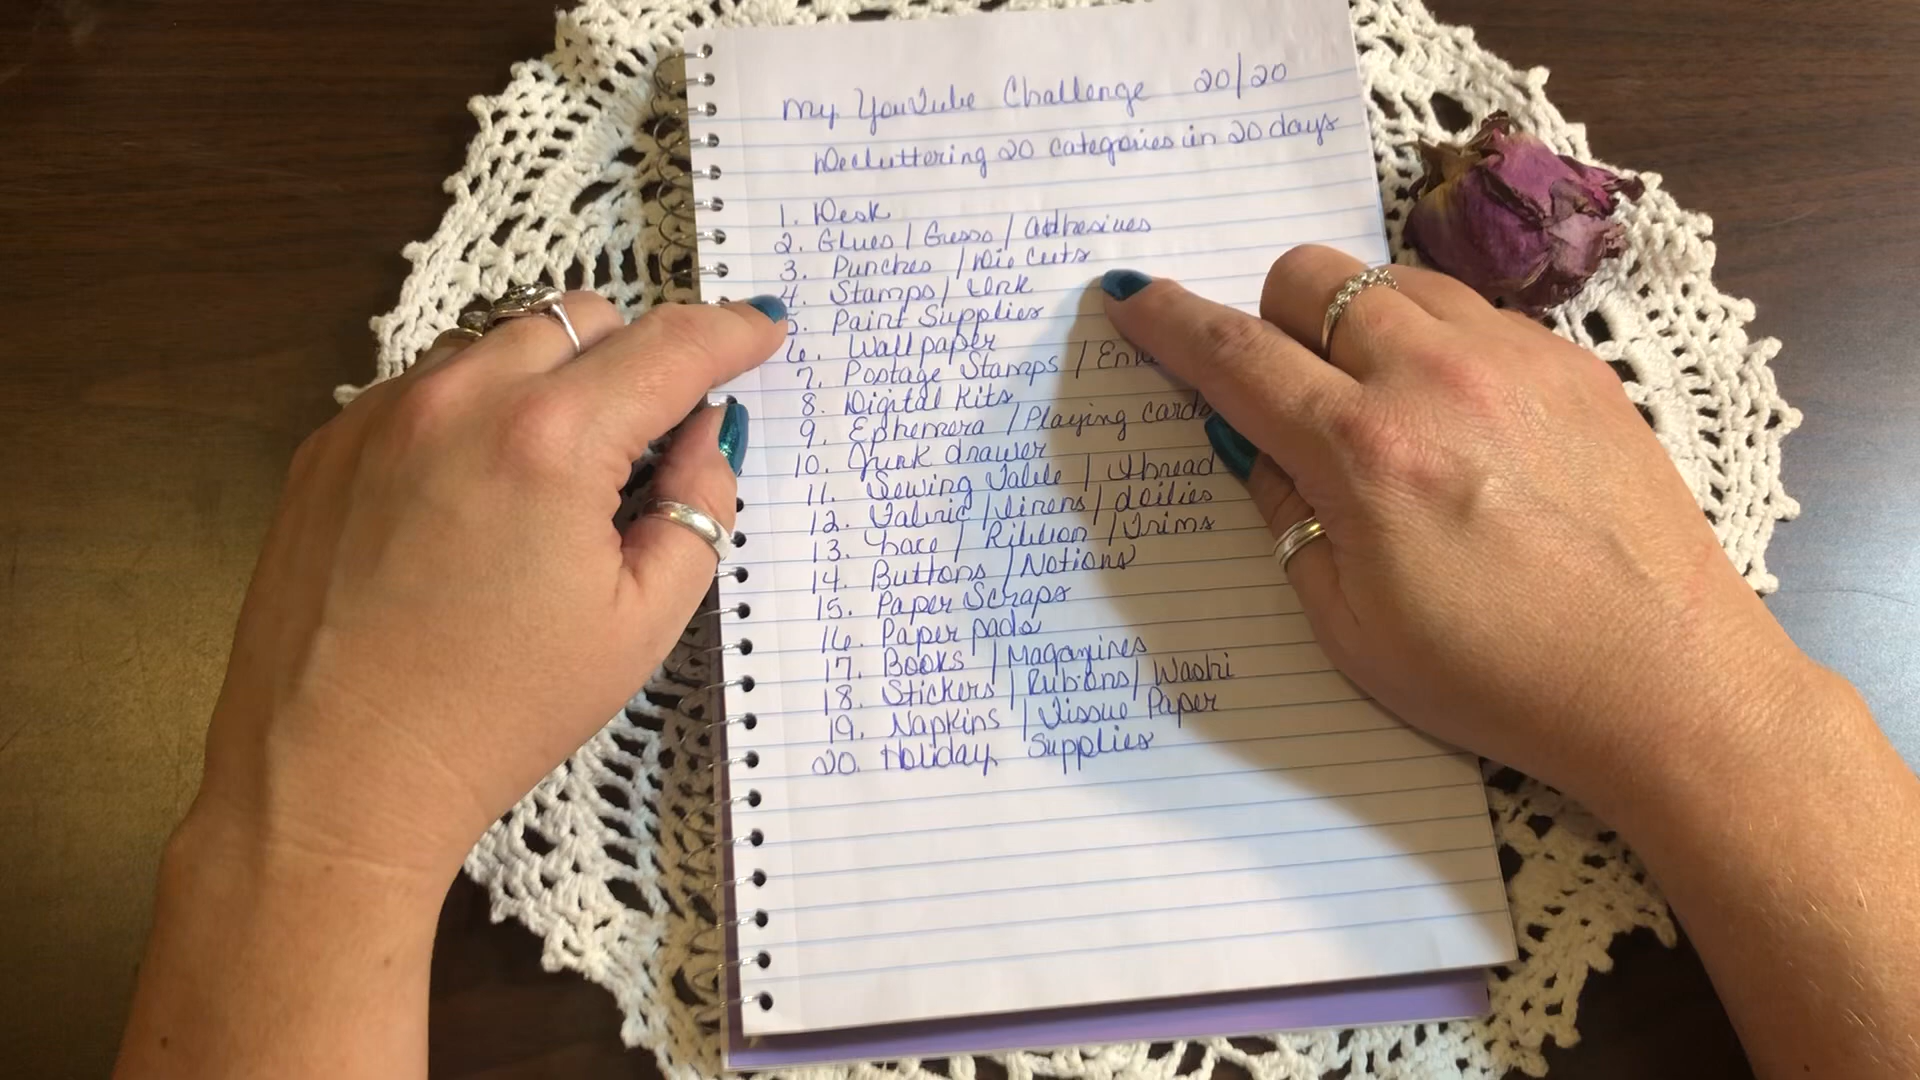 My YouTube Challenge 20/20
Decluttering 20 categories in 20 days
1. Desk
2. Glues / Gesso / Adhesives
3. Punches / Die Cuts
4. Stamps / Ink
5. Paint Supplies
6. Wallpaper
7. Postage Stamps /
8. Digital Kits
9. Ephemera / Playing cards
10. Junk drawer
11. Sewing Table / Thread
12. Fabric / linens / doilies
13. Lace / Ribbon / Trims
14. Buttons / Notions
15. Paper Scraps
16. Paper pads
17. Books / Magazines
18. Stickers / Rubons / Washi
19. Napkins / Tissue Paper
20. Holiday Supplies